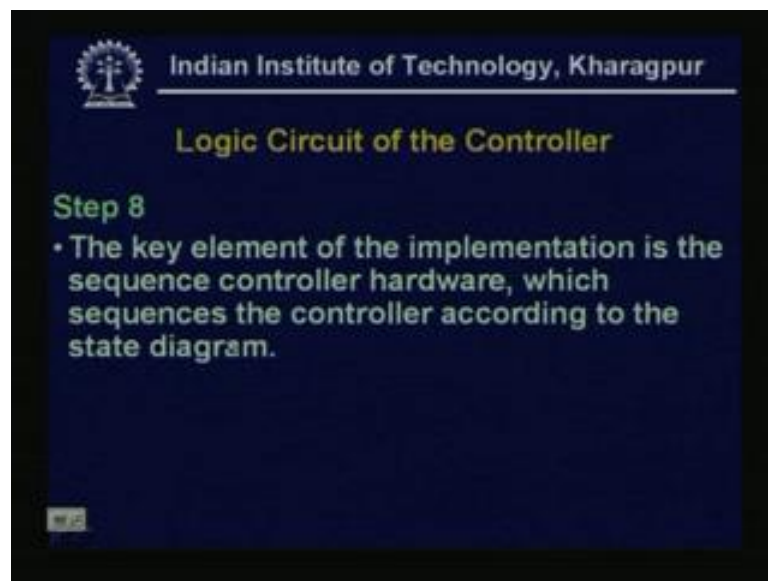 Indian Institute of Technology, Kharagpur
Logic Circuit of the Controller
Step 8
• The key element of the implementation is the
sequence controller hardware, which
sequences the controller according to the
state diagram.